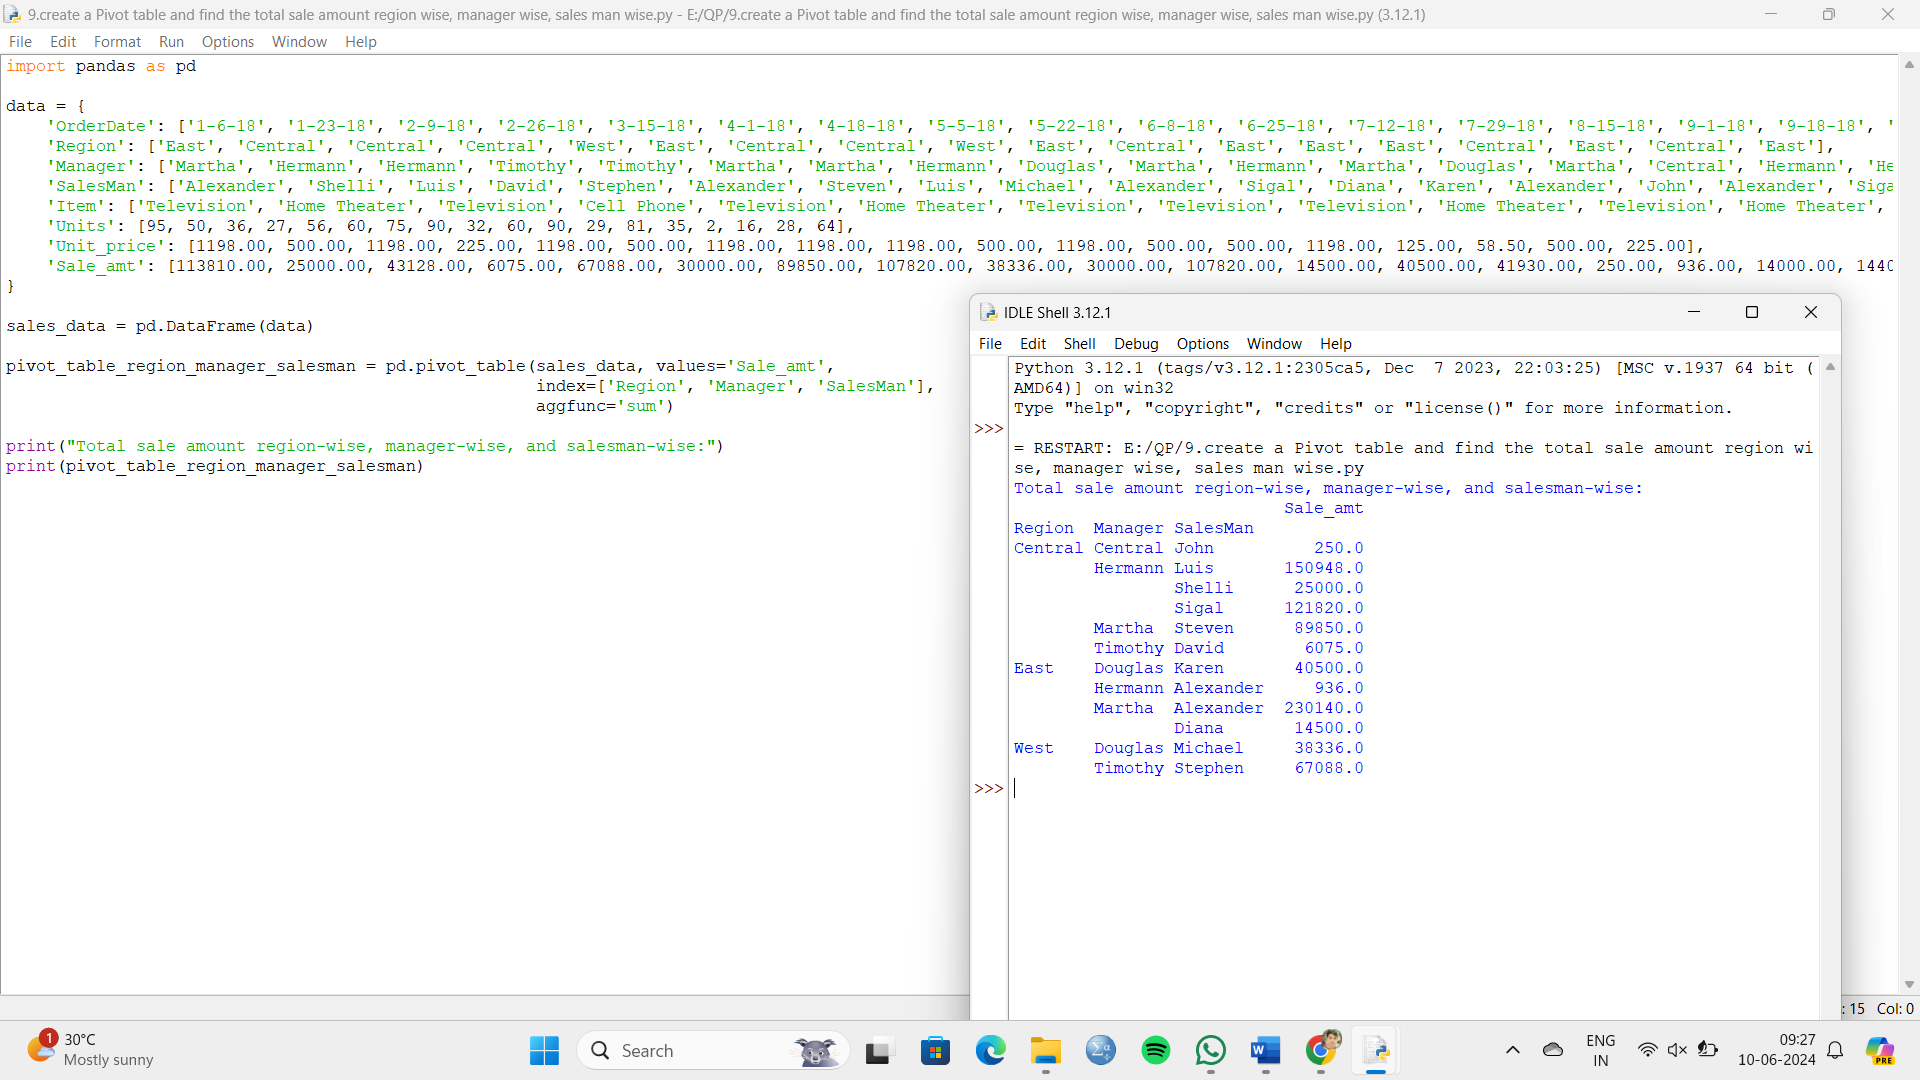 9.create a Pivot table and find the total sale amount region wise, manager wise, sales man wise.py - E:/QP/9.create a Pivot table and find the total sale amount region wise, manager wise, sales man wise.py (3.12.1)
File Edit Format Run Options Window Help
import pandas as pd
data = {
    'OrderDate': ['1-6-18', '1-23-18', '2-9-18', '2-26-18', '3-15-18', '4-1-18', '4-18-18', '5-5-18', '5-22-18', '6-8-18', '6-25-18', '7-12-18', '7-29-18', '8-15-18', '9-1-18', '9-18-18', '
    'Region': ['East', 'Central', 'Central', 'Central', 'West', 'East', 'Central', 'Central', 'West', 'East', 'Central', 'East', 'East', 'East', 'Central', 'East', 'Central', 'East'],
    'Manager': ['Martha', 'Hermann', 'Hermann', 'Timothy', 'Timothy', 'Martha', 'Martha', 'Hermann', 'Douglas', 'Martha', 'Hermann', 'Martha', 'Douglas', 'Martha', 'Central', 'Hermann', 'He
    'SalesMan': ['Alexander', 'Shelli', 'Luis', 'David', 'Stephen', 'Alexander', 'Steven', 'Luis', 'Michael', 'Alexander', 'Sigal', 'Diana', 'Karen', 'Alexander', 'John', 'Alexander', 'Siga
    'Item': ['Television', 'Home Theater', 'Television', 'Cell Phone', 'Television', 'Home Theater', 'Television', 'Television', 'Television', 'Home Theater', 'Television', 'Home Theater',
    'Units': [95, 50, 36, 27, 56, 60, 75, 90, 32, 60, 90, 29, 81, 35, 2, 16, 28, 64],
    'Unit_price': [1198.00, 500.00, 1198.00, 225.00, 1198.00, 500.00, 1198.00, 1198.00, 1198.00, 500.00, 1198.00, 500.00, 500.00, 1198.00, 125.00, 58.50, 500.00, 225.00],
    'Sale_amt': [113810.00, 25000.00, 43128.00, 6075.00, 67088.00, 30000.00, 89850.00, 107820.00, 38336.00, 30000.00, 107820.00, 14500.00, 40500.00, 41930.00, 250.00, 936.00, 14000.00, 1440
}
sales_data = pd.DataFrame(data)
pivot_table_region_manager_salesman = pd.pivot_table(sales_data, values='Sale_amt',
index=['Region', 'Manager', 'SalesMan'],
aggfunc='sum')
print("Total sale amount region-wise, manager-wise, and salesman-wise:")
print(pivot_table_region_manager_salesman)
IDLE Shell 3.12.1
File Edit Shell Debug Options Window Help
Python 3.12.1 (tags/v3.12.1:2305ca5, Dec  7 2023, 22:03:25) [MSC v.1937 64 bit (
AMD64)] on win32
Type "help", "copyright", "credits" or "license()" for more information.
>>>
= RESTART: E:/QP/9.create a Pivot table and find the total sale amount region wi
se, manager wise, sales man wise.py
Total sale amount region-wise, manager-wise, and salesman-wise:
Sale_amt
Region  Manager SalesMan
Central Central John 250.0
Hermann Luis 150948.0
Shelli 25000.0
Sigal 121820.0
Martha  Steven 89850.0
Timothy David 6075.0
East Douglas Karen 40500.0
Hermann Alexander 936.0
Martha  Alexander 230140.0
Diana 14500.0
West Douglas Michael 38336.0
Timothy Stephen 67088.0
>>>
: 15 Col: 0
1
30°C
Mostly sunny
Search
W
ENG
IN
09:27
10-06-2024
PRE